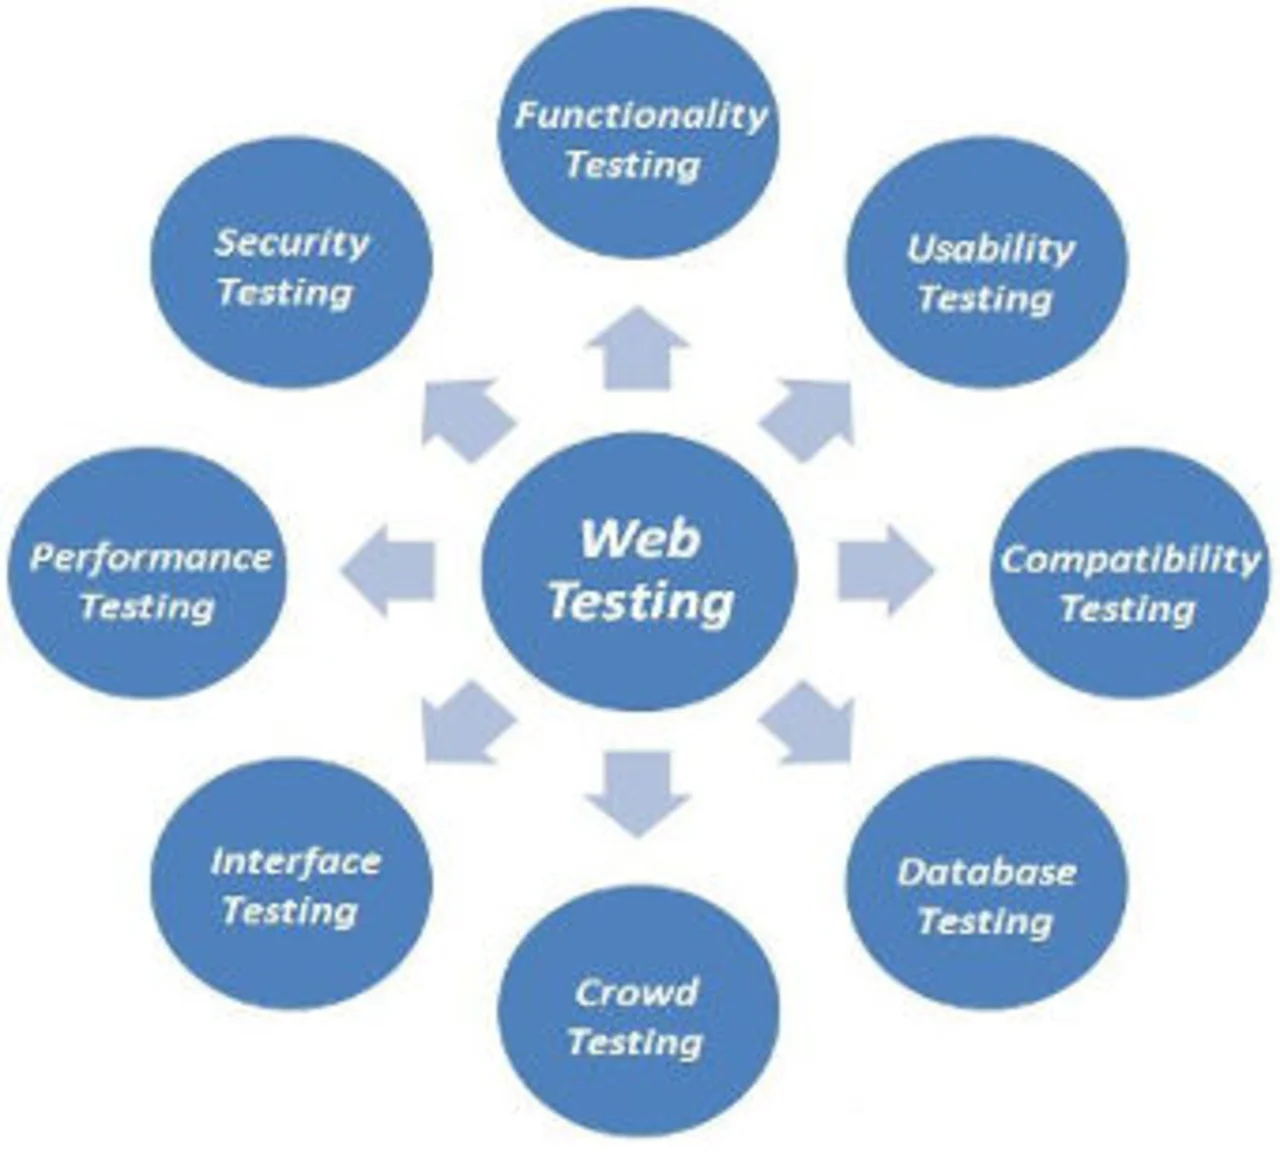 Functionality
Testing
Security
Testing
Usability
Testing
Performance
Testing
Web
Testing
Compatibility
Testing
Interface
Testing
Database
Testing
Crowd
Testing